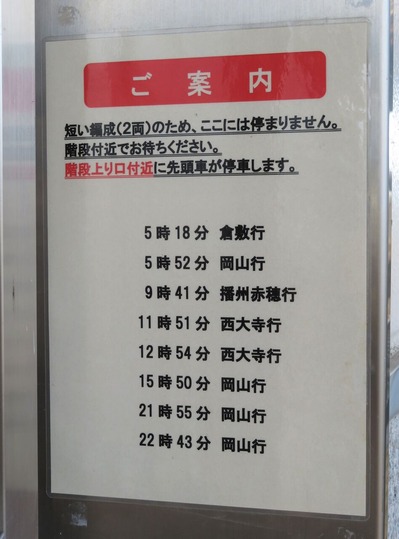 ご案内
短い編成(2両)のため、ここには停まりません。
階段付近でお待ちください。
階段上り口付近に先頭車が停車します。
5時18分 倉敷行
5時52分 岡山行
9時41分 播州赤穂行
11時51分 西大寺行
12時54分 西大寺行
15時50分 岡山行
21時55分 岡山行
22時43分 岡山行